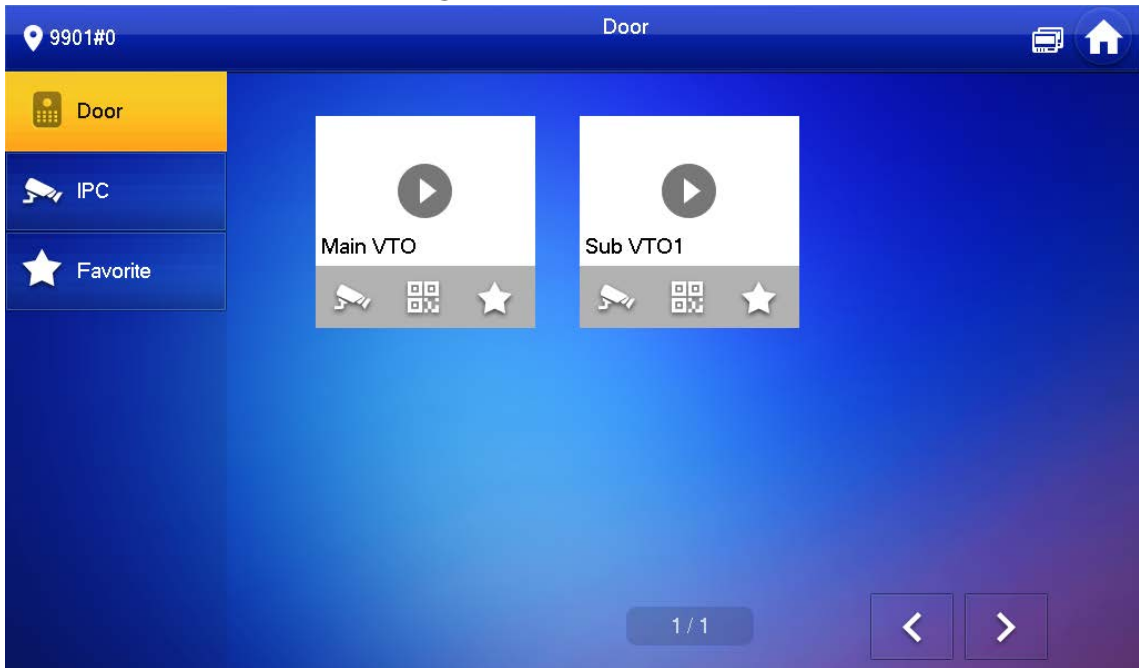 9901#0
Door
Door
IPC
Favorite
Main VTO
Sub VTO1
1/1